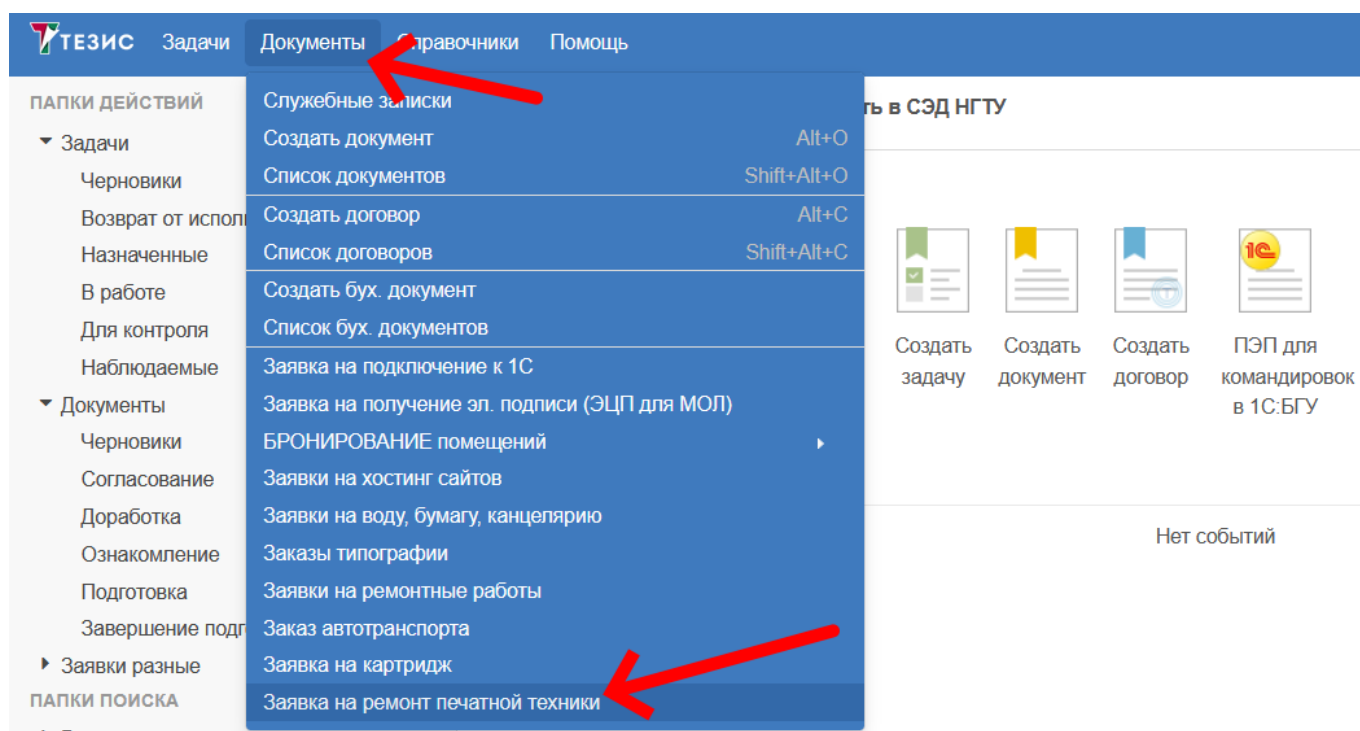 ТЕЗИС Задачи Документы Справочники Помощь
ПАПКИ ДЕЙСТВИЙ
Задачи
Черновики
Возврат от
Назначенные
В работе
Для контроля
Наблюдаемые
Документы
Черновики
Согласование
Доработка
Ознакомление
Подготовка
Завершение
Заявки разные
ПАПКИ ПОИСКА
Служебные записки
Создать документ Alt+O
Список документов Shift+Alt+O
Создать договор Alt+C
Список договоров Shift+Alt+C
Создать бух. документ
Список бух. документов
Заявка на подключение к 1С
Заявка на получение эл. подписи (ЭЦП для МОЛ)
БРОНИРОВАНИЕ помещений
Заявки на хостинг сайтов
Заявки на воду, бумагу, канцелярию
Заказы типографии
Заявки на ремонтные работы
Заказ автотранспорта
Заявка на картридж
Заявка на ремонт печатной техники
в СЭД НГТУ
1С
Создать задачу
Создать документ
Создать договор
ПЭП для командировок в 1С:БГУ
Нет событий